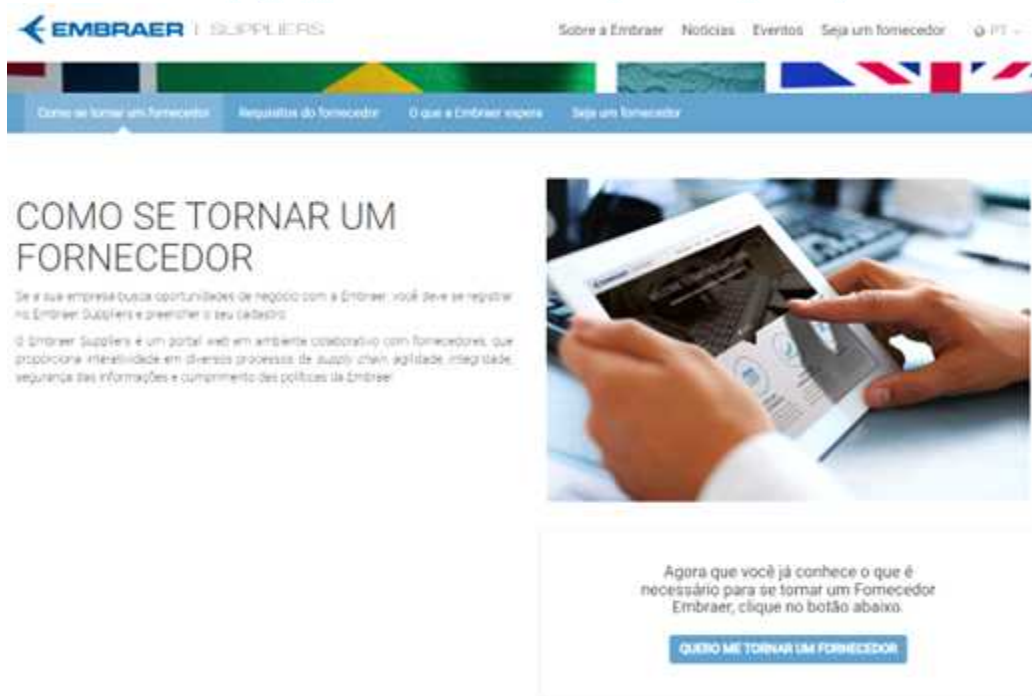 EMBRAER | SUPPLIERS
Sobre a Embraer Notícias Eventos Seja um fornecedor PT
Como se tornar um fornecedor Requisitos do fornecedor O que a Embraer espera Seja um fornecedor
COMO SE TORNAR UM
FORNECEDOR
Se a sua empresa busca oportunidades de negócio com a Embraer, você deve se registrar
no Embraer Suppliers e preencher o seu cadastro.
O Embraer Suppliers é um portal web em ambiente colaborativo com fornecedores, que
proporciona interatividade em diversos processos de supply chain, agilidade, integridade,
segurança das informações e cumprimento das políticas da Embraer.
Agora que você já conhece o que é
necessário para se tornar um Fornecedor
Embraer, clique no botão abaixo.
QUERO ME TORNAR UM FORNECEDOR